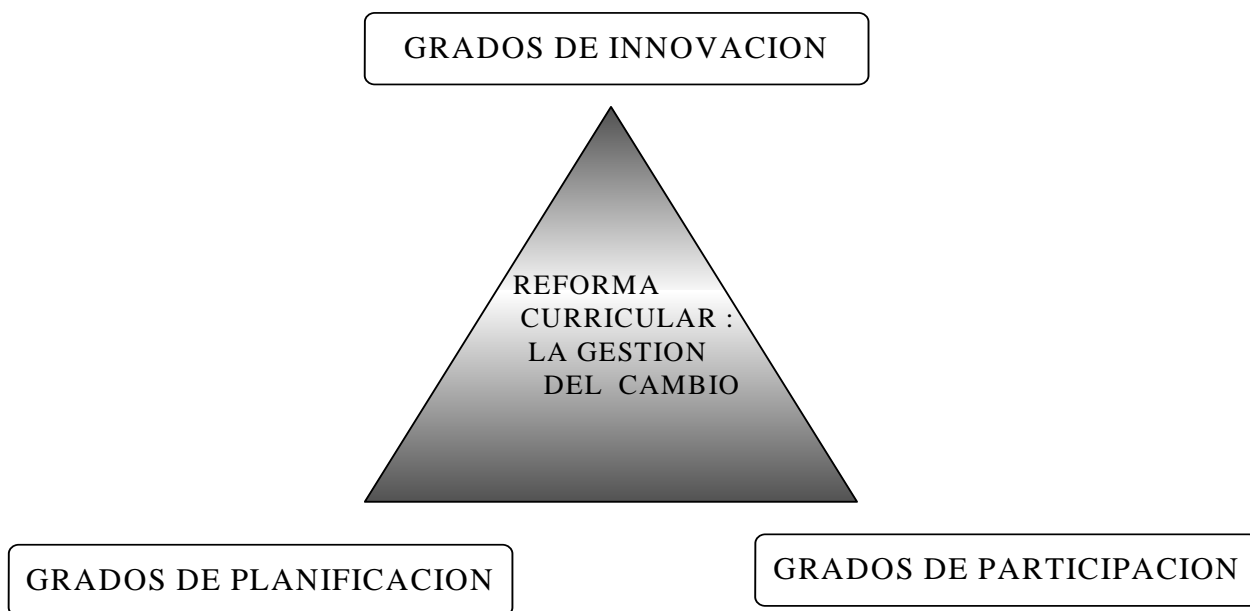 GRADOS DE INNOVACION
REFORMA
CURRICULAR :
LA GESTION
DEL CAMBIO
GRADOS DE PLANIFICACION
GRADOS DE PARTICIPACION